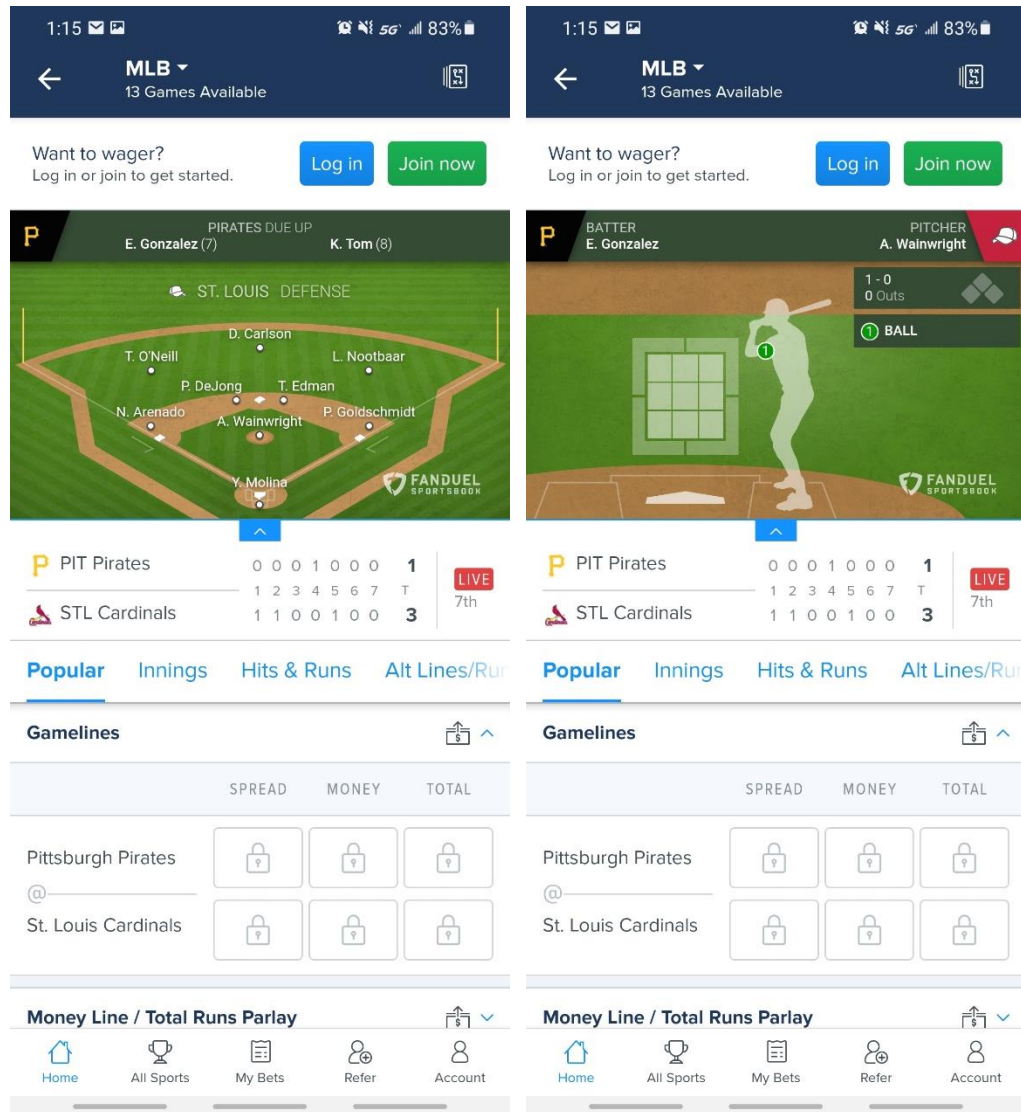 1:15 5G 83%
MLB
13 Games Available
Want to wager?
Log in or join to get started.
Log in
Join now
P
PIRATES DUE UP
E. Gonzalez (7) K. Tom (8)
ST. LOUIS DEFENSE
D. Carlson
T. O'Neill L. Nootbaar
P. DeJong T. Edman
N. Arenado P. Goldschmidt
A. Wainwright
Y. Molina
FANDUEL
SPORTSBOOK
P PIT Pirates 0 0 0 1 0 0 0 1
1 2 3 4 5 6 7 T
STL Cardinals 1 1 0 0 1 0 0 3
LIVE
7th
Popular Innings Hits & Runs Alt Lines/Run
Gamelines
SPREAD MONEY TOTAL
Pittsburgh Pirates
@
St. Louis Cardinals
Money Line / Total Runs Parlay
Home All Sports My Bets Refer Account
1:15 5G 83%
MLB
13 Games Available
Want to wager?
Log in or join to get started.
Log in
Join now
P
BATTER PITCHER
E. Gonzalez A. Wainwright
1 - 0
0 Outs
1 BALL
1
FANDUEL
SPORTSBOOK
P PIT Pirates 0 0 0 1 0 0 0 1
1 2 3 4 5 6 7 T
STL Cardinals 1 1 0 0 1 0 0 3
LIVE
7th
Popular Innings Hits & Runs Alt Lines/Ru
Gamelines
SPREAD MONEY TOTAL
Pittsburgh Pirates
@
St. Louis Cardinals
Money Line / Total Runs Parlay
Home All Sports My Bets Refer Account